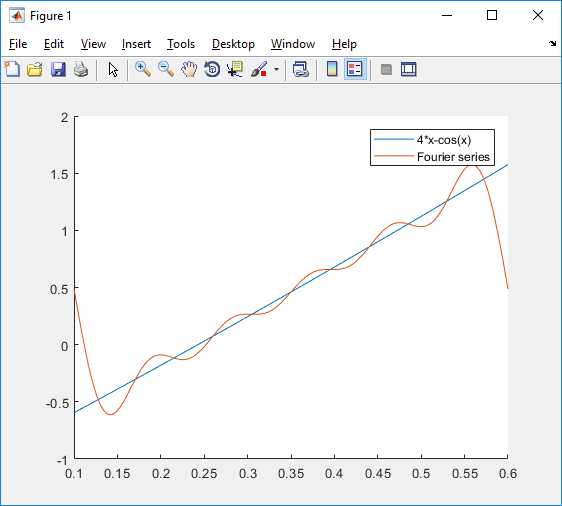 Figure 1
File Edit View Insert Tools Desktop Window Help
2
4*x-cos(x)
Fourier series
1.5
1
0.5
0
-0.5
-1
0.1 0.15 0.2 0.25 0.3 0.35 0.4 0.45 0.5 0.55 0.6